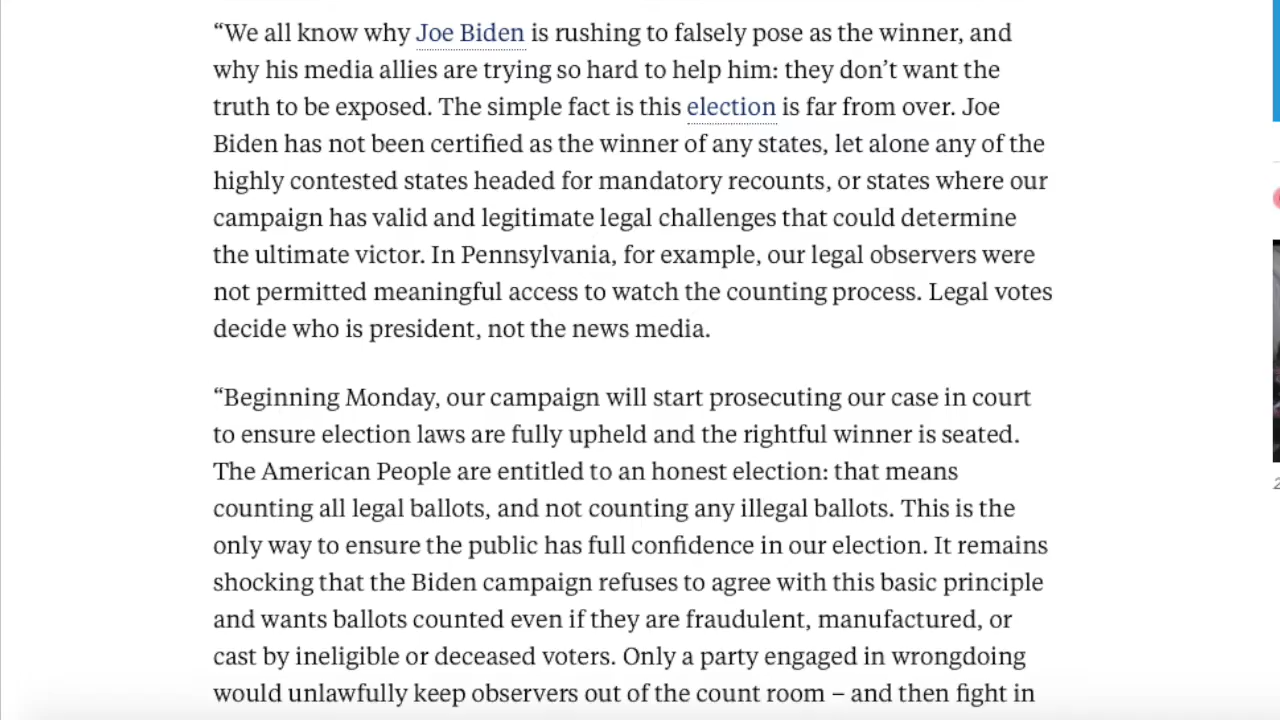 “We all know why Joe Biden is rushing to falsely pose as the winner, and
why his media allies are trying so hard to help him: they don’t want the
truth to be exposed. The simple fact is this election is far from over. Joe
Biden has not been certified as the winner of any states, let alone any of the
highly contested states headed for mandatory recounts, or states where our
campaign has valid and legitimate legal challenges that could determine
the ultimate victor. In Pennsylvania, for example, our legal observers were
not permitted meaningful access to watch the counting process. Legal votes
decide who is president, not the news media.
“Beginning Monday, our campaign will start prosecuting our case in court
to ensure election laws are fully upheld and the rightful winner is seated.
The American People are entitled to an honest election: that means
counting all legal ballots, and not counting any illegal ballots. This is the
only way to ensure the public has full confidence in our election. It remains
shocking that the Biden campaign refuses to agree with this basic principle
and wants ballots counted even if they are fraudulent, manufactured, or
cast by ineligible or deceased voters. Only a party engaged in wrongdoing
would unlawfully keep observers out of the count room – and then fight in